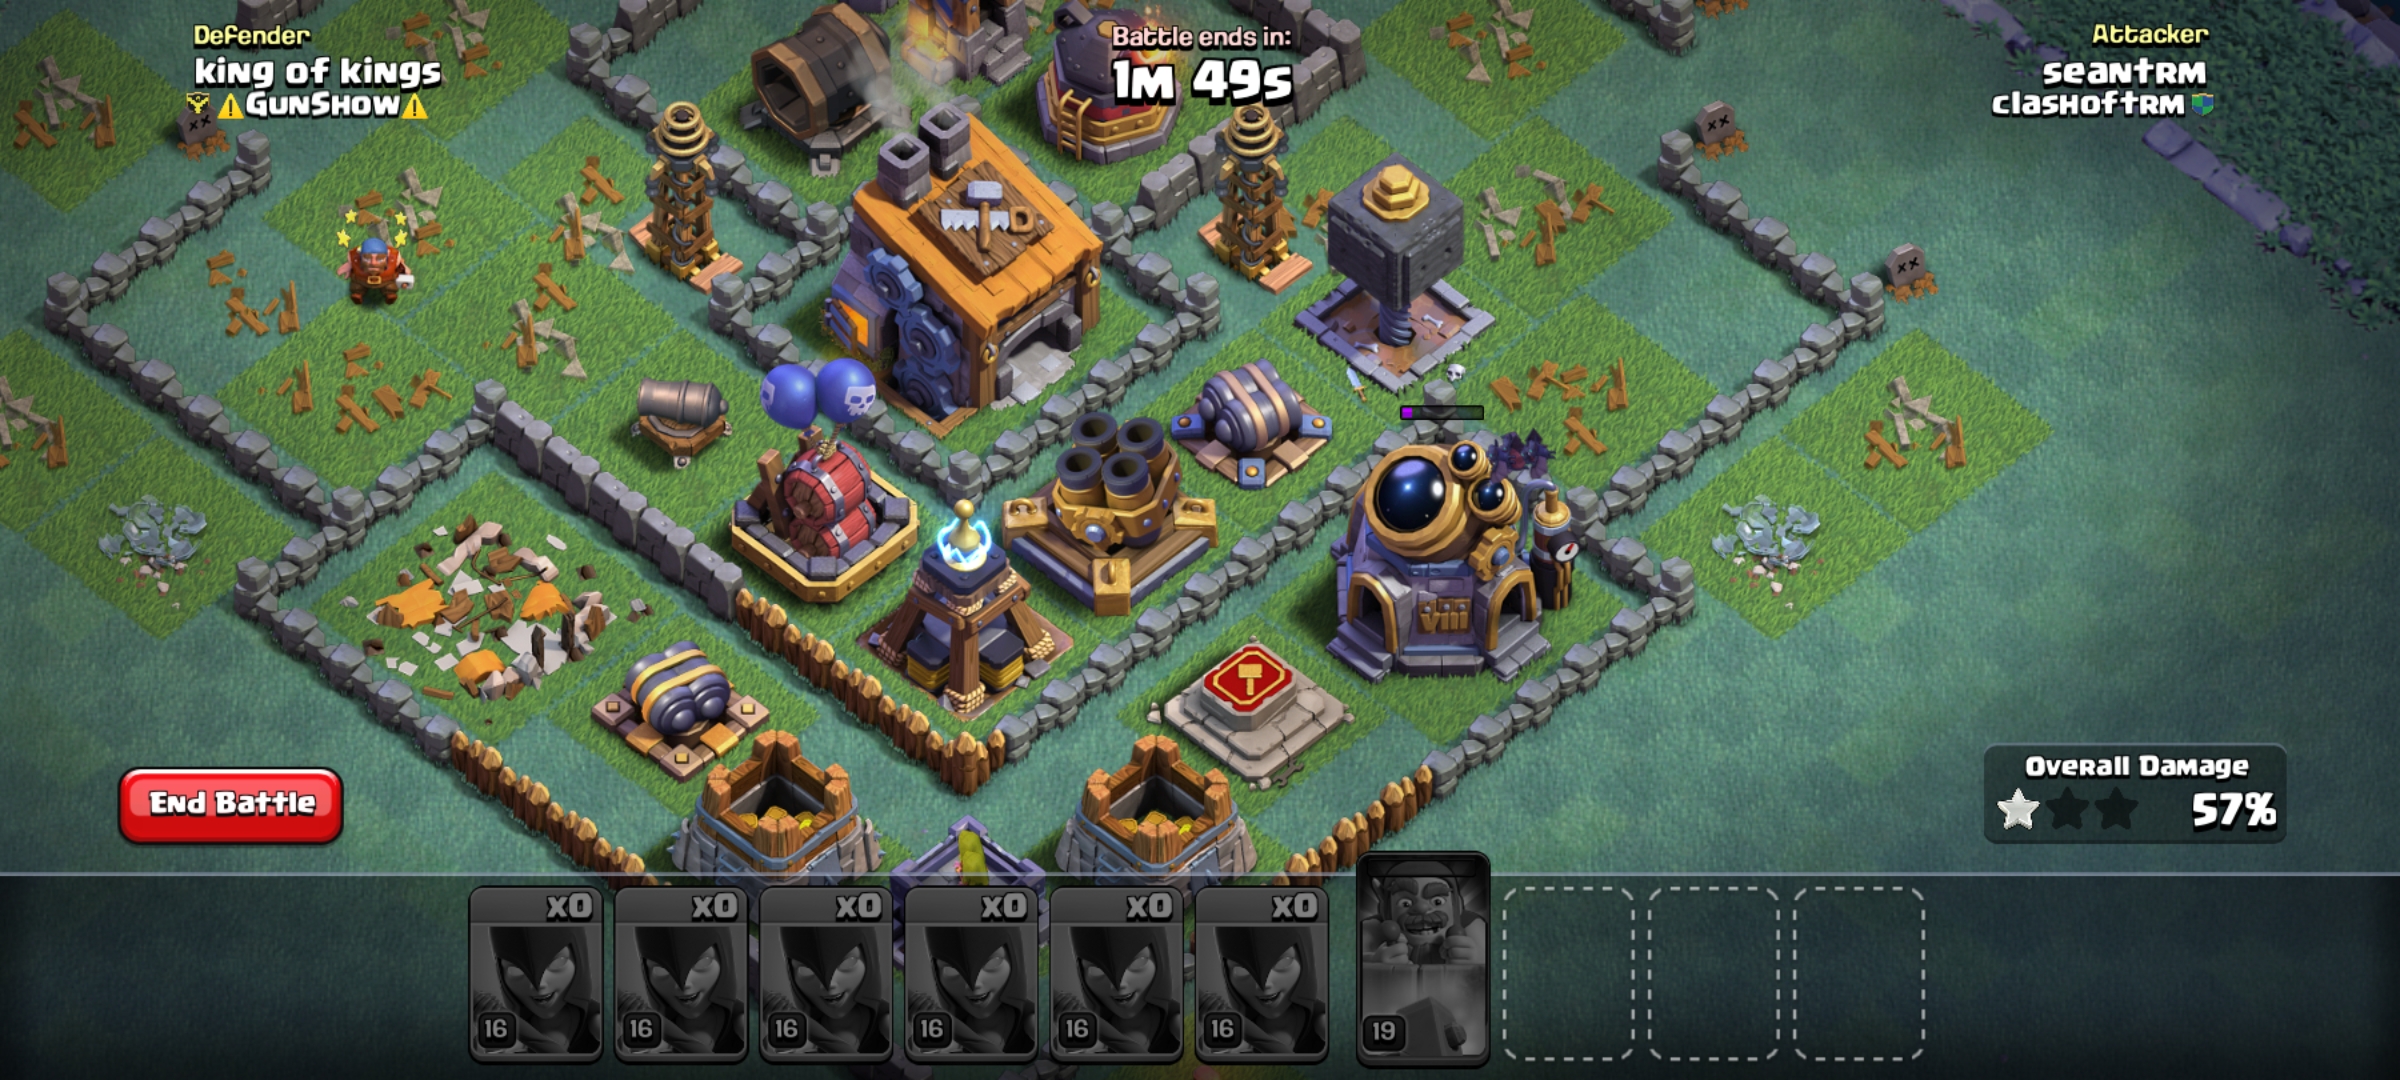 Defender
king of kings
⚠GunShow⚠
Battle ends in:
1M 49s
Attacker
seantRM
clashoftRM
VIII
End Battle
Overall Damage
57%
x0
x0
x0
x0
x0
x0
16
16
16
16
16
16
19